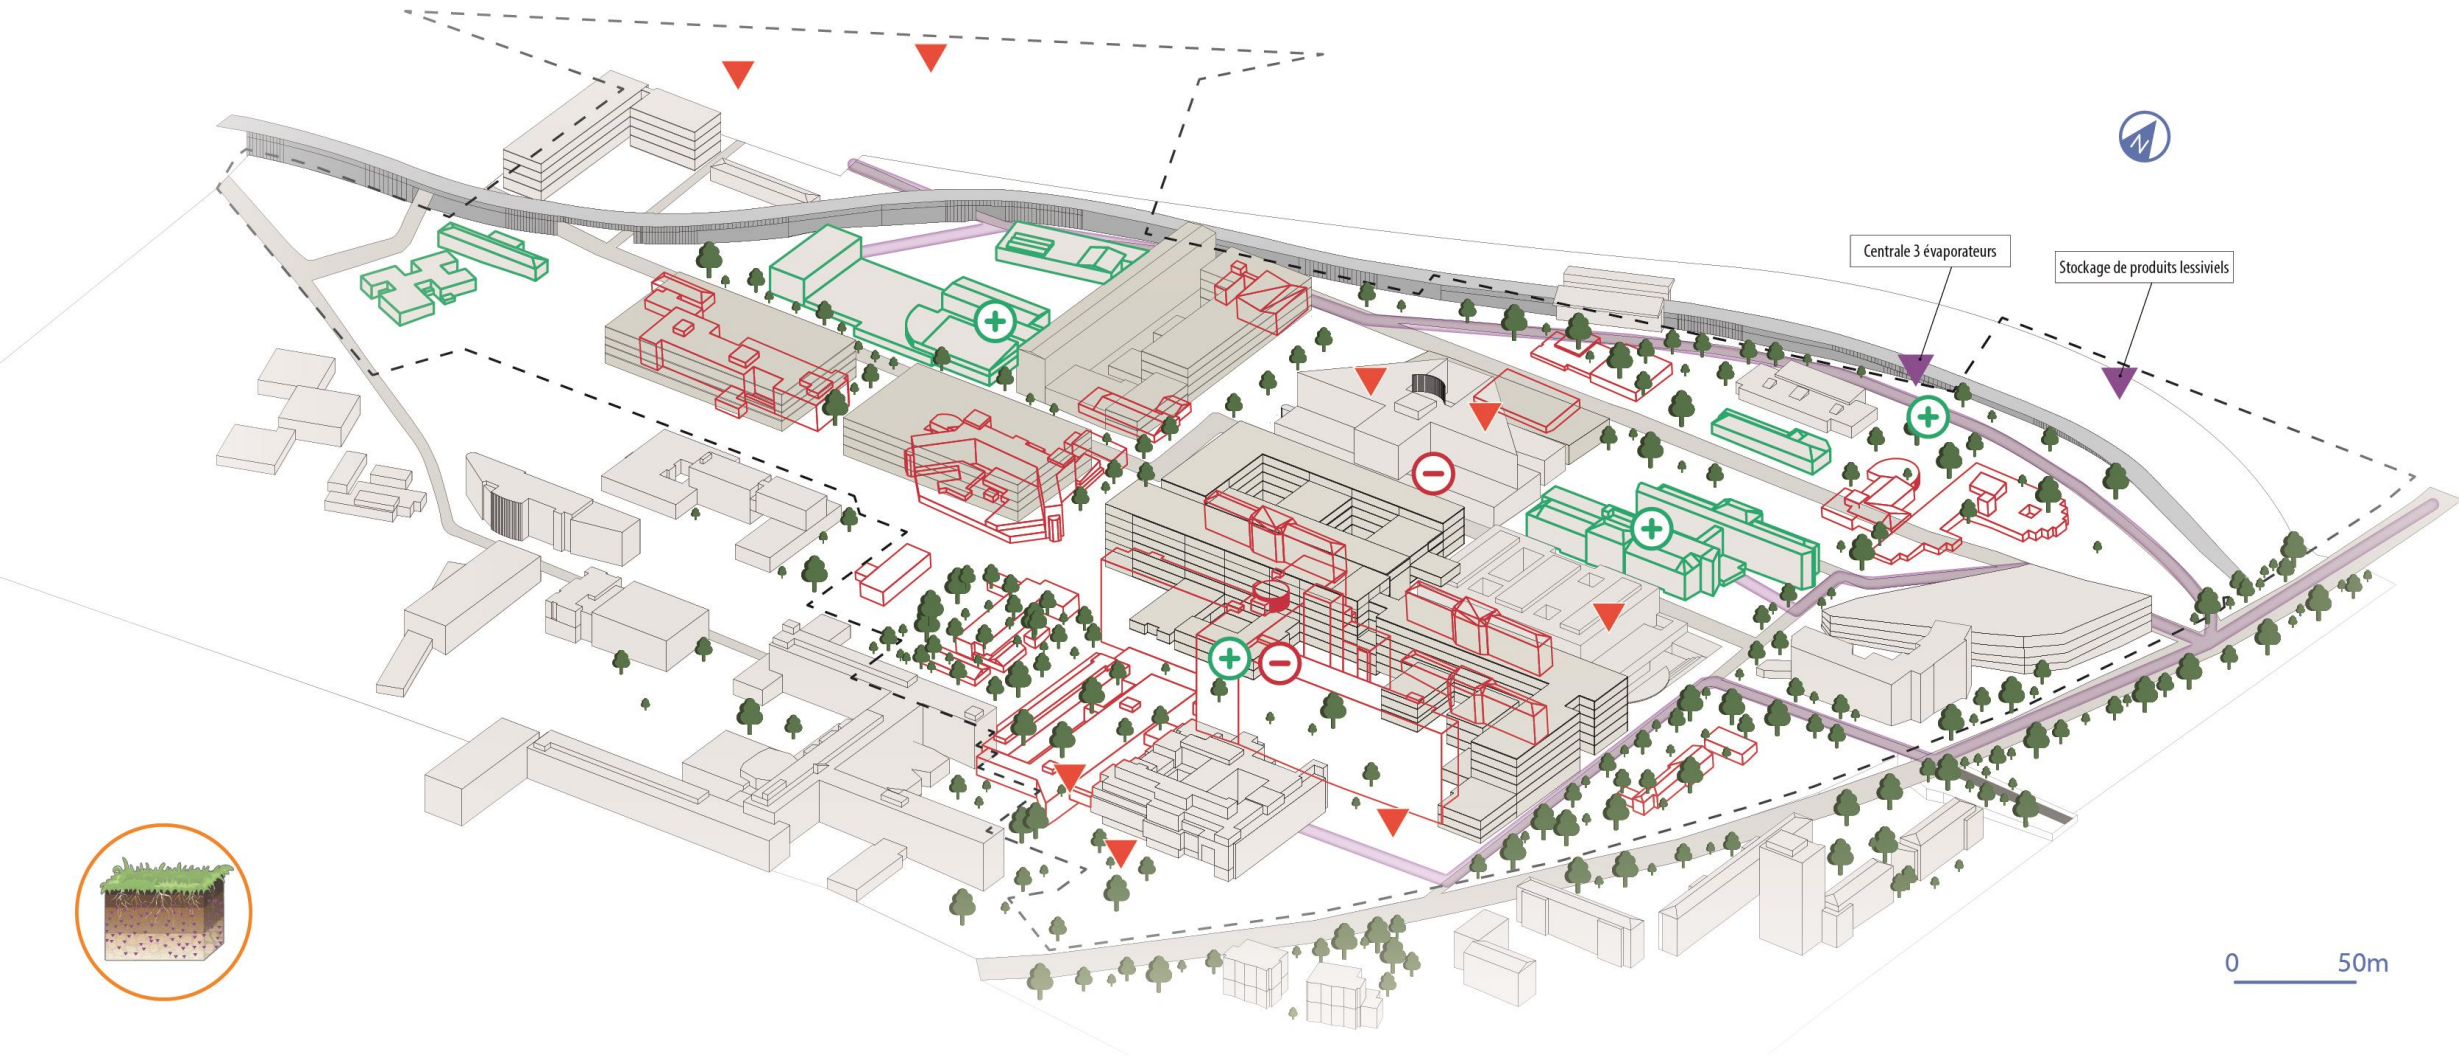 N
Centrale 3 évaporateurs
Stockage de produits lessiviels
0 50m